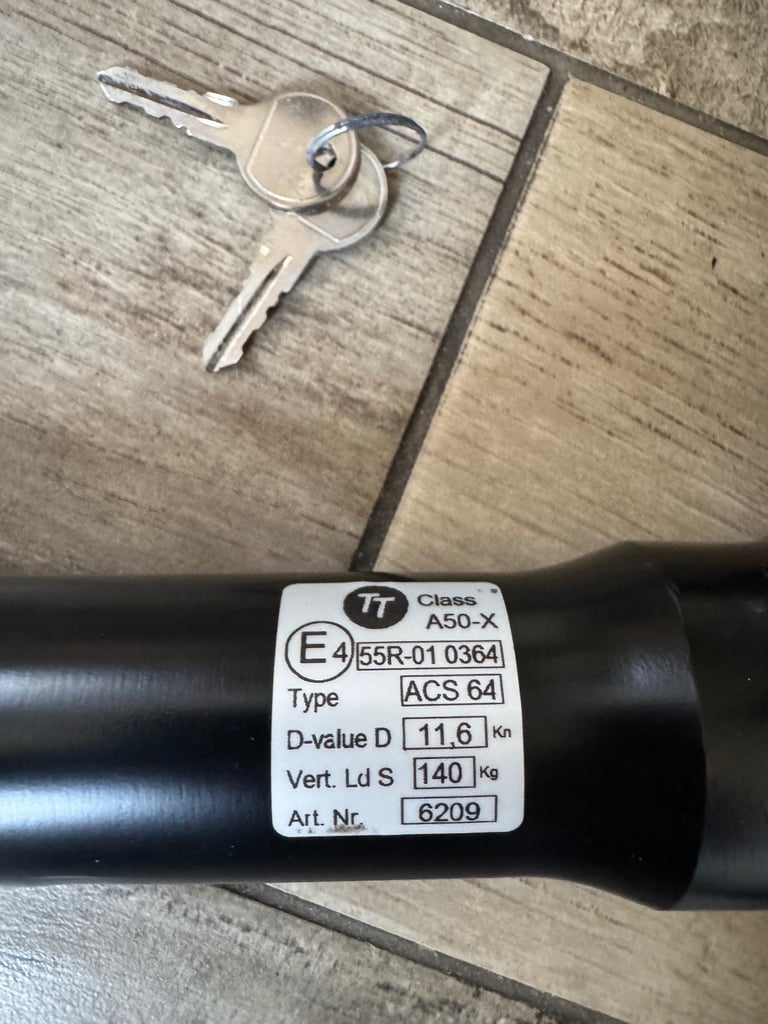 TT Class
A50-X
E4 55R-01 0364
Type ACS 64
D-value D 11,6 Kn
Vert. Ld S 140 Kg
Art. Nr. 6209